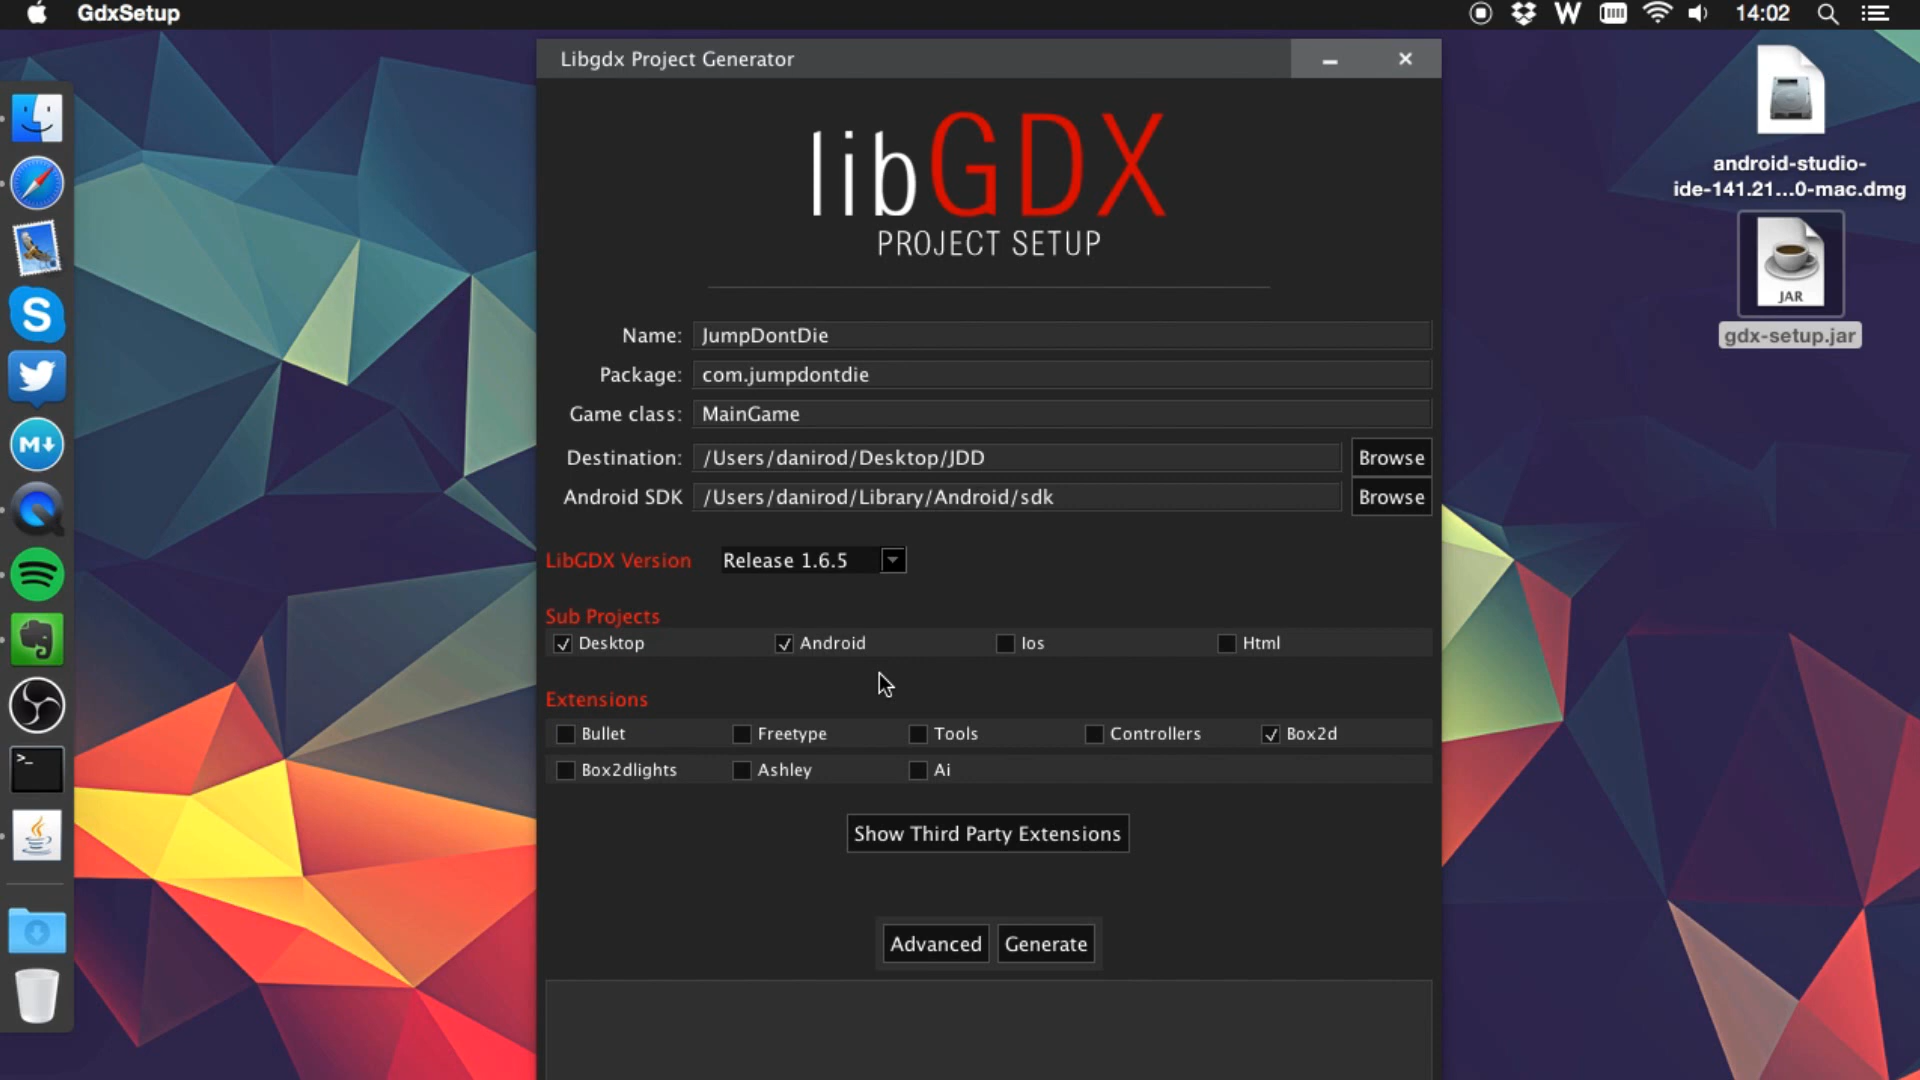 GdxSetup
14:02
Libgdx Project Generator
libGDX
PROJECT SETUP
Name: JumpDontDie
Package: com.jumpdontdie
Game class: MainGame
Destination: /Users/danirod/Desktop/JDD Browse
Android SDK /Users/danirod/Library/Android/sdk Browse
LibGDX Version Release 1.6.5
Sub Projects
Desktop Android Ios Html
Extensions
Bullet Freetype Tools Controllers Box2d
Box2dlights Ashley Ai
Show Third Party Extensions
Advanced Generate
android-studio-
ide-141.21...0-mac.dmg
JAR
gdx-setup.jar